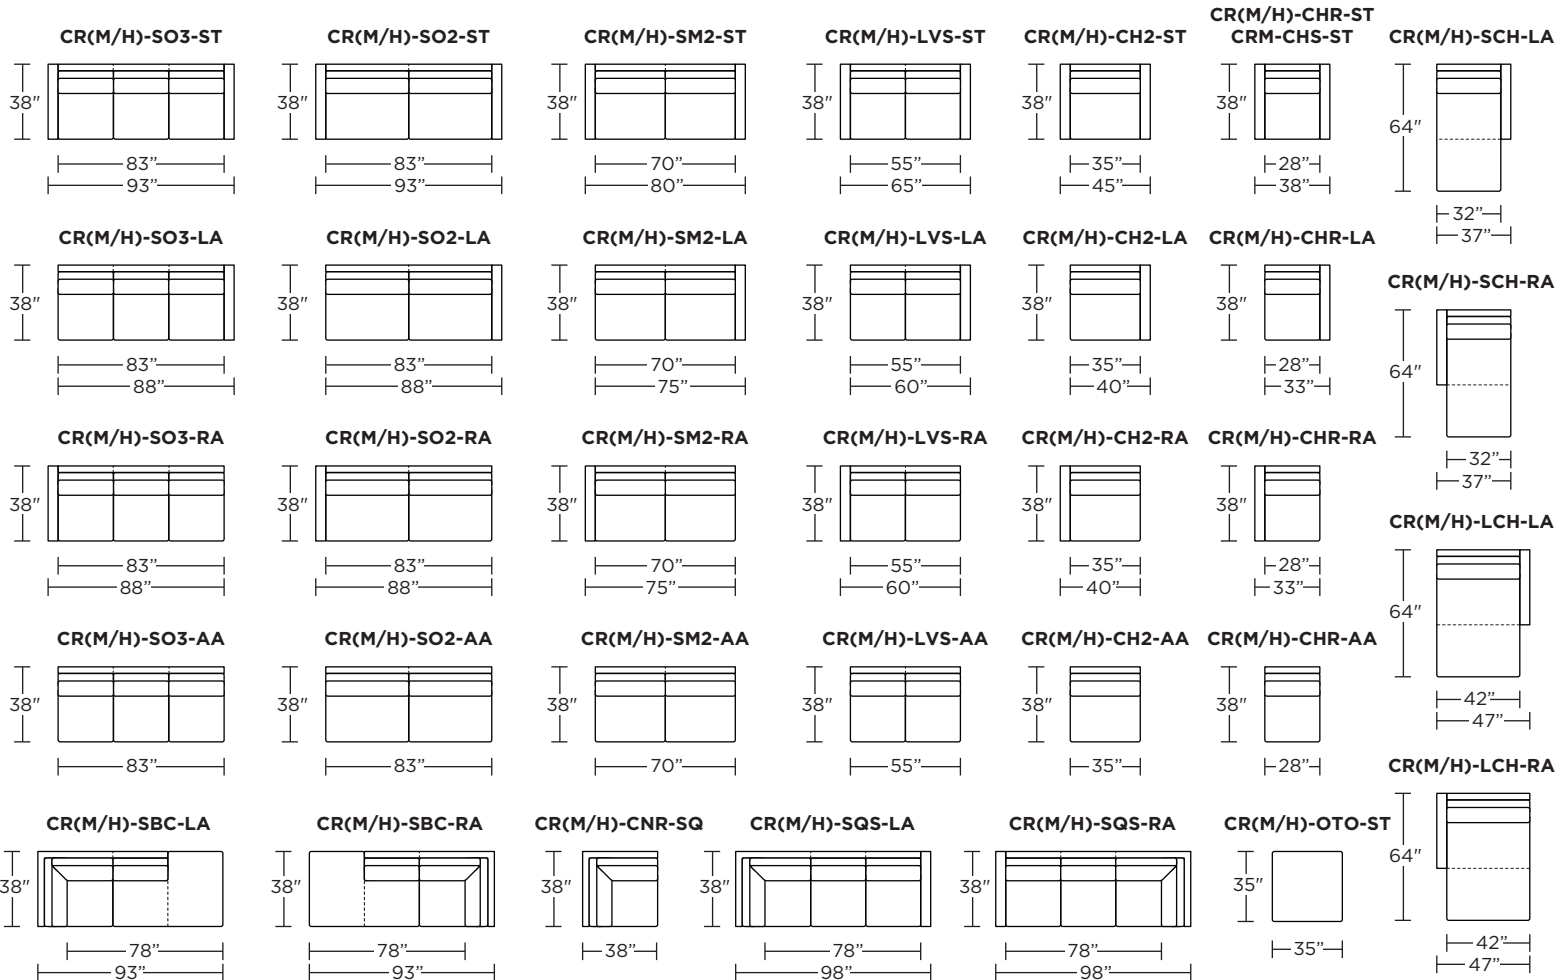 CR(M/H)-SO3-ST
38"
83”
93”
CR(M/H)-SO2-ST
38"
83”
93”
CR(M/H)-SM2-ST
38"
70”
80”
CR(M/H)-LVS-ST
38"
55”
65”
CR(M/H)-CH2-ST
38"
35”
45”
CR(M/H)-CHR-ST
CRM-CHS-ST
38"
28”
38”
CR(M/H)-SCH-LA
64"
32”
37”
CR(M/H)-SO3-LA
38"
83”
88”
CR(M/H)-SO2-LA
38"
83”
88”
CR(M/H)-SM2-LA
38"
70”
75”
CR(M/H)-LVS-LA
38"
55”
60”
CR(M/H)-CH2-LA
38"
35”
40”
CR(M/H)-CHR-LA
38"
28”
33”
CR(M/H)-SCH-RA
64"
32”
37”
CR(M/H)-SO3-RA
38"
83”
88”
CR(M/H)-SO2-RA
38"
83”
88”
CR(M/H)-SM2-RA
38"
70”
75”
CR(M/H)-LVS-RA
38"
55”
60”
CR(M/H)-CH2-RA
38"
35”
40”
CR(M/H)-CHR-RA
38"
28”
33”
CR(M/H)-LCH-LA
64"
42”
47”
CR(M/H)-SO3-AA
38"
83”
CR(M/H)-SO2-AA
38"
83”
CR(M/H)-SM2-AA
38"
70”
CR(M/H)-LVS-AA
38"
55”
CR(M/H)-CH2-AA
38"
35”
CR(M/H)-CHR-AA
38"
28”
CR(M/H)-LCH-RA
64"
42”
47”
CR(M/H)-SBC-LA
38"
78”
93”
CR(M/H)-SBC-RA
38"
78”
93”
CR(M/H)-CNR-SQ
38"
38”
CR(M/H)-SQS-LA
38"
78”
98”
CR(M/H)-SQS-RA
38"
78”
98”
CR(M/H)-OTO-ST
35"
35”